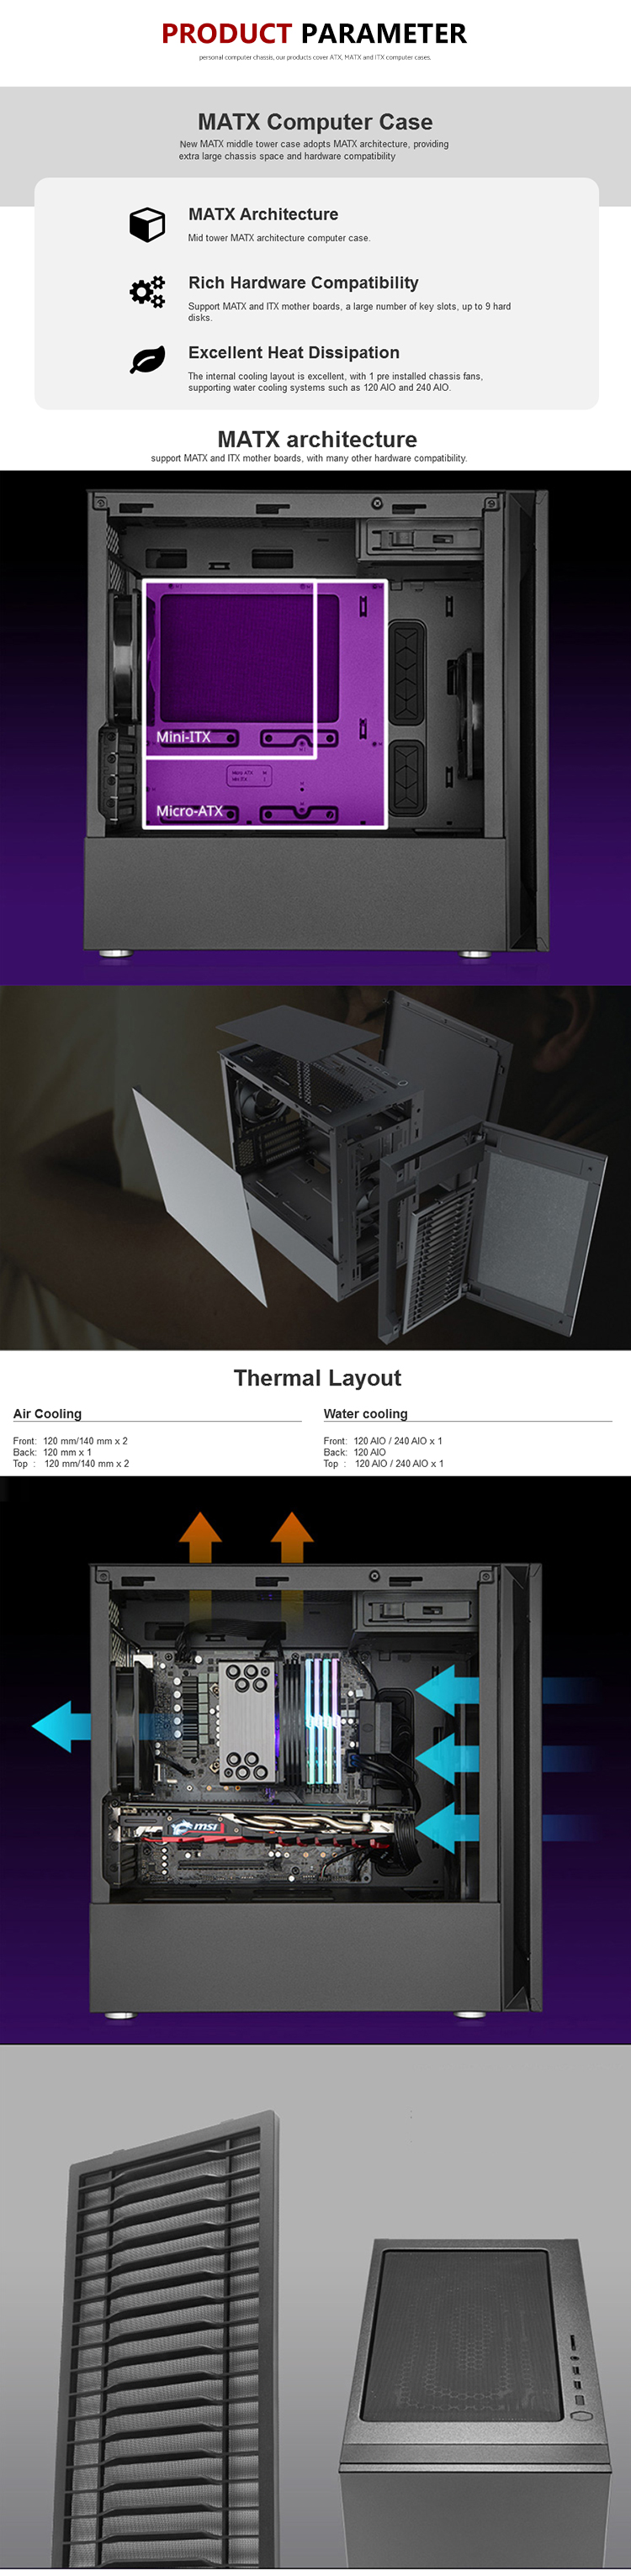 PRODUCT PARAMETER
personal computer chassis, our products cover ATX, MATX and ITX computer cases.
MATX Computer Case
New MATX middle tower case adopts MATX architecture, providing
extra large chassis space and hardware compatibility
MATX Architecture
Mid tower MATX architecture computer case.
Rich Hardware Compatibility
Support MATX and ITX mother boards, a large number of key slots, up to 9 hard
disks.
Excellent Heat Dissipation
The internal cooling layout is excellent, with 1 pre installed chassis fans,
supporting water cooling systems such as 120 AIO and 240 AIO.
MATX architecture
support MATX and ITX mother boards, with many other hardware compatibility.
Mini-ITX
Micro-ATX
Thermal Layout
Air Cooling
Front: 120 mm/140 mm x 2
Back: 120 mm x 1
Top : 120 mm/140 mm x 2
Water cooling
Front: 120 AIO / 240 AIO x 1
Back: 120 AIO
Top : 120 AIO / 240 AIO x 1
msi